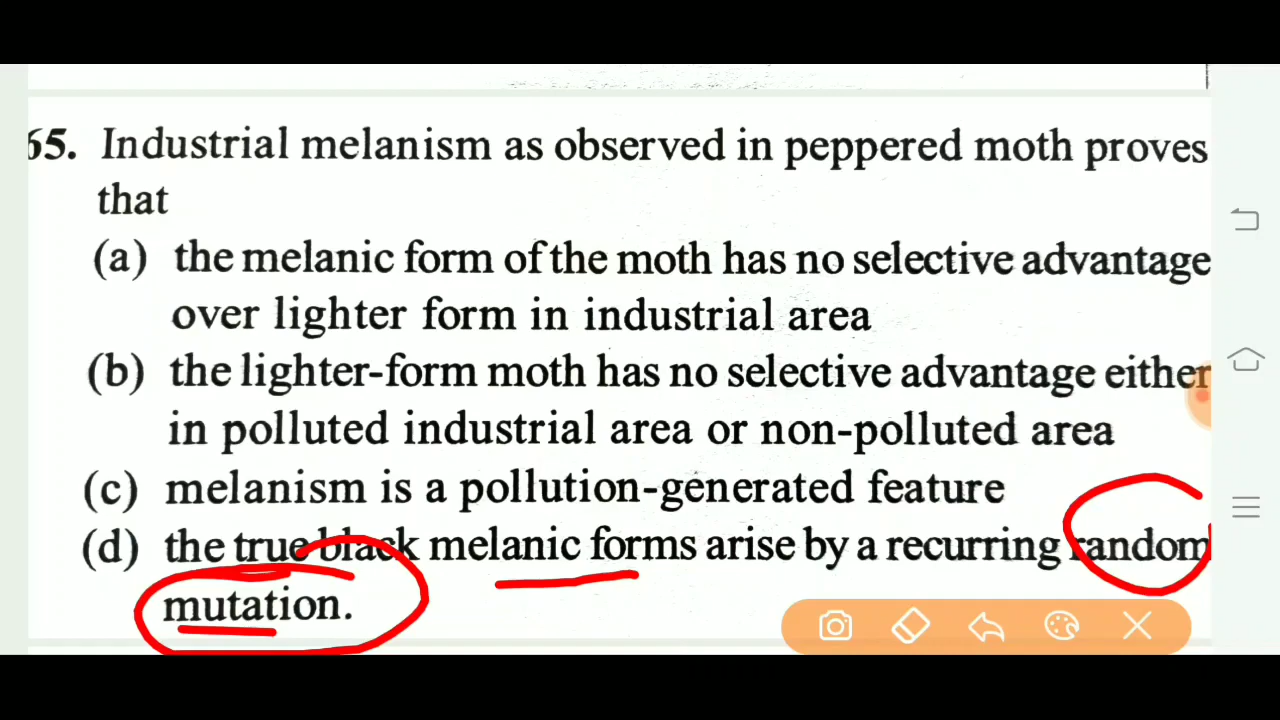 65. Industrial melanism as observed in peppered moth proves
that
(a) the melanic form of the moth has no selective advantage
over lighter form in industrial area
(b) the lighter-form moth has no selective advantage either
in polluted industrial area or non-polluted area
(c) melanism is a pollution-generated feature
(d) the true black melanic forms arise by a recurring random
mutation.